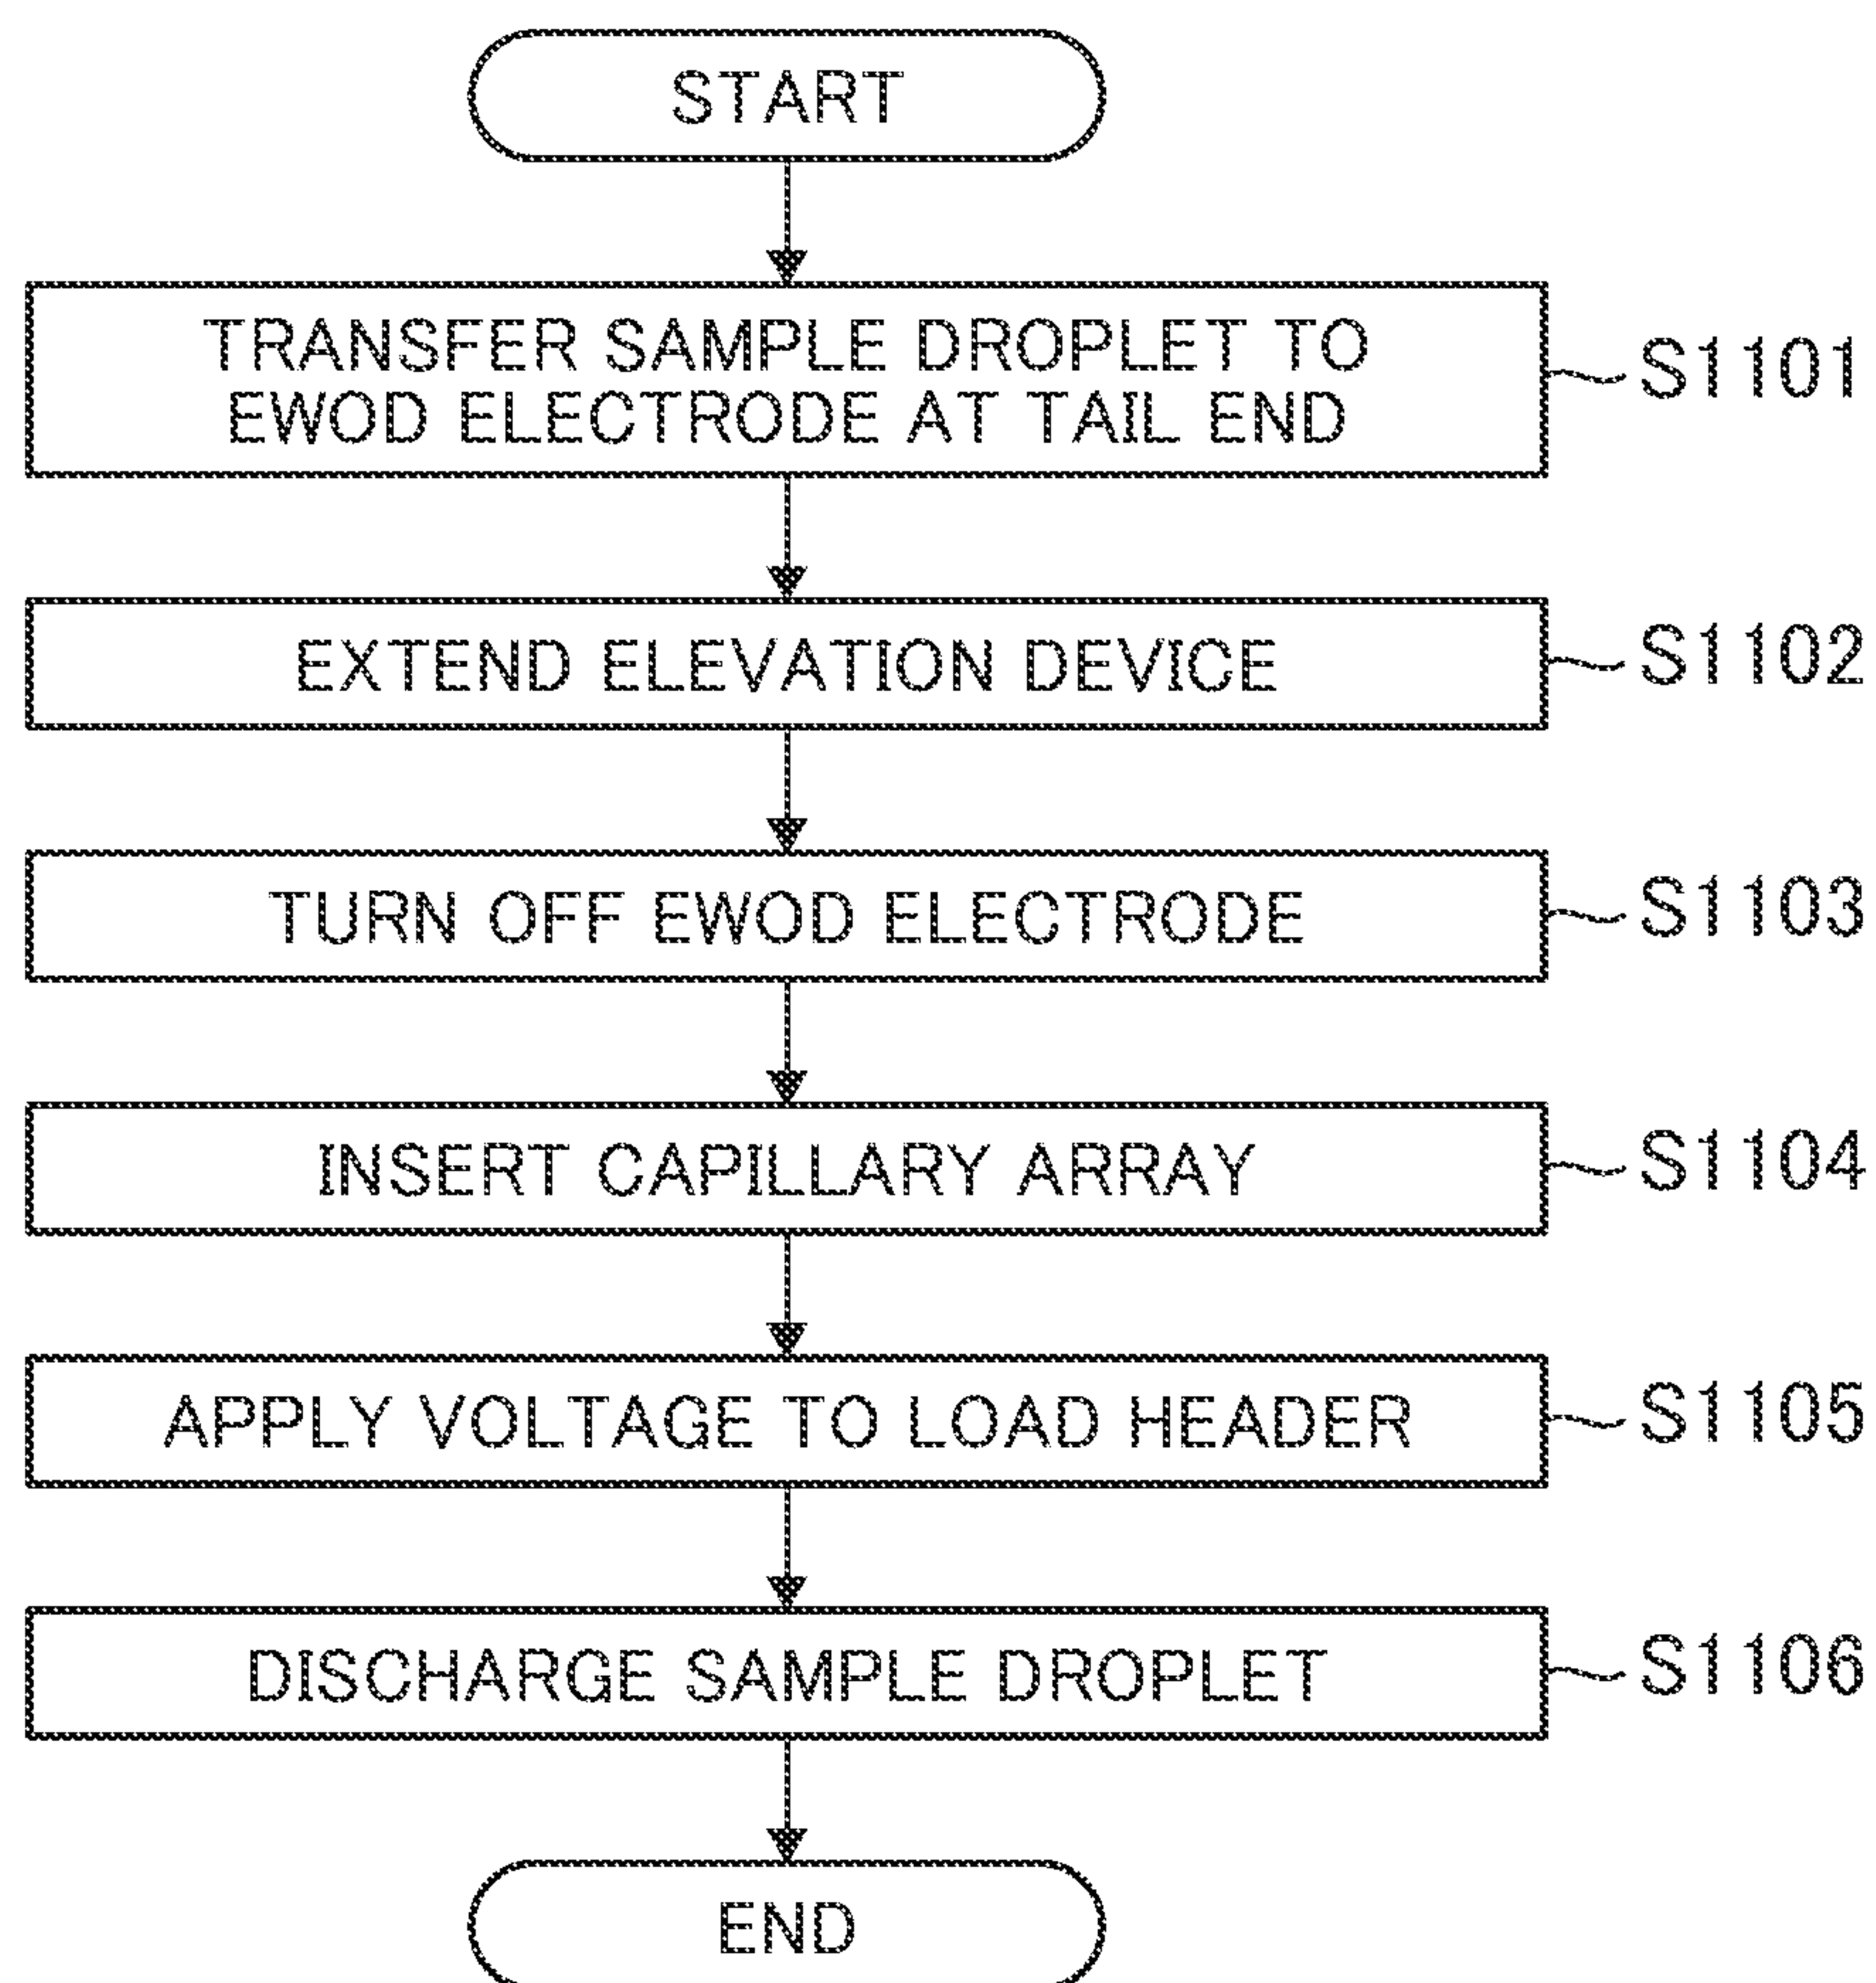 START
TRANSFER SAMPLE DROPLET TO
EWOD ELECTRODE AT TAIL END
S1101
EXTEND ELEVATION DEVICE
S1102
TURN OFF EWOD ELECTRODE
S1103
INSERT CAPILLARY ARRAY
S1104
APPLY VOLTAGE TO LOAD HEADER
S1105
DISCHARGE SAMPLE DROPLET
S1106
END